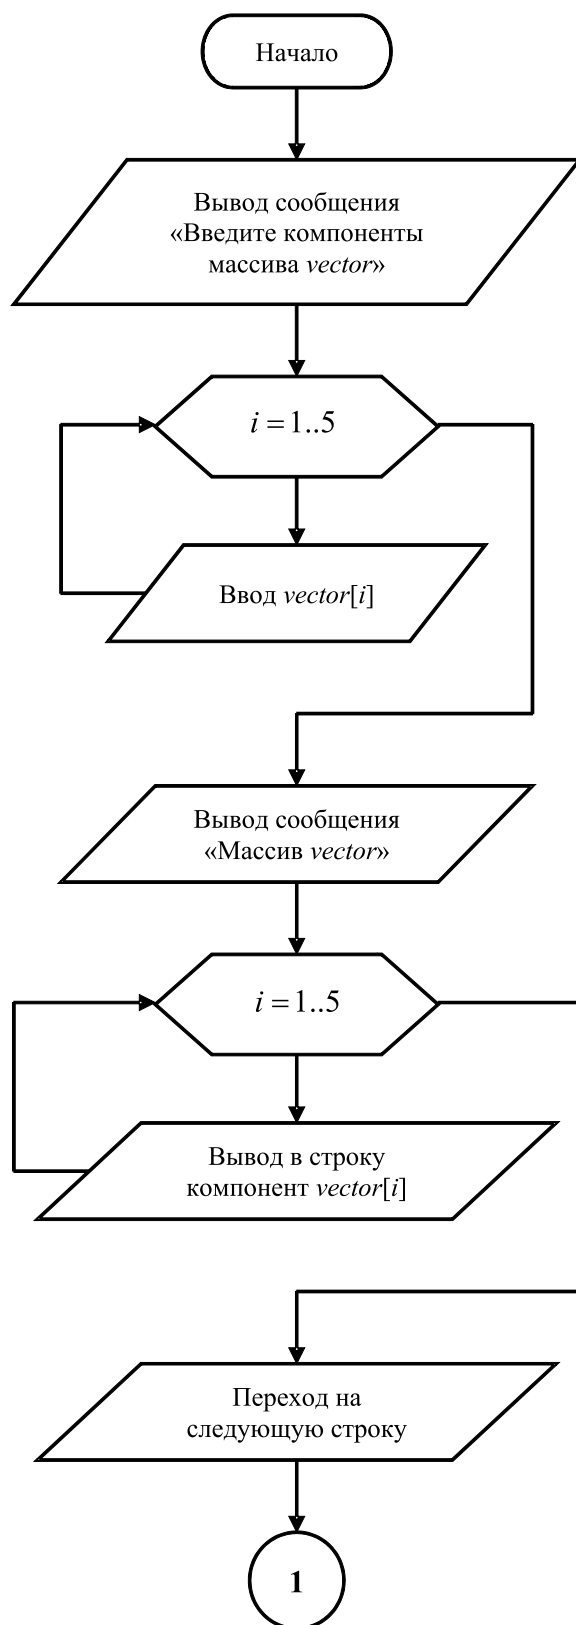 Начало
Вывод сообщения
«Введите компоненты
массива vector»
i = 1..5
Ввод vector[i]
Вывод сообщения
«Массив vector»
i = 1..5
Вывод в строку
компонент vector[i]
Переход на
следующую строку
1